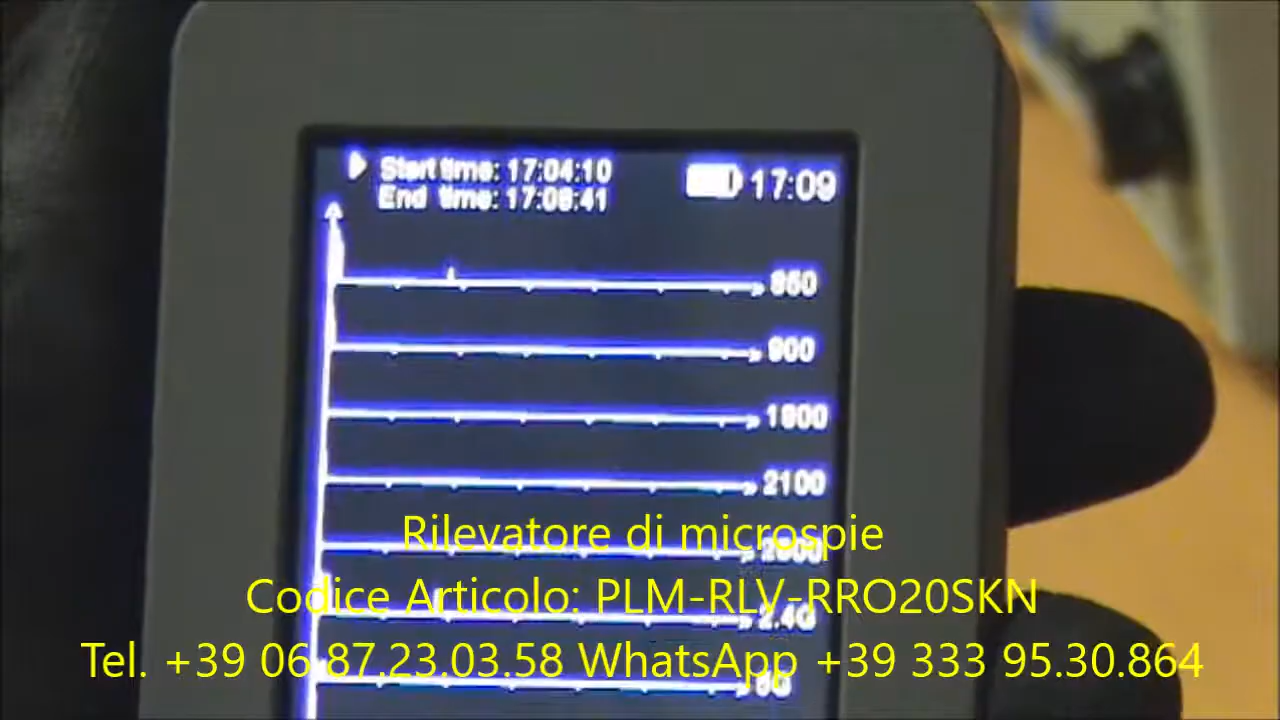 Start time: 17:04:10
End time: 17:08:41
17:09
850
900
1800
2100
Rilevatore di microspie
Codice Articolo: PLM-RLV-RRO20SKN
2.4G
Tel. +39 06 87.23.03.58 WhatsApp +39 333 95.30.864